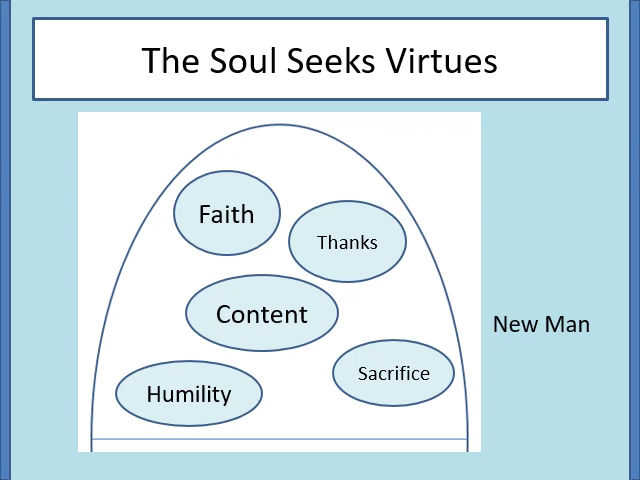 The Soul Seeks Virtues
Faith
Thanks
Content
New Man
Sacrifice
Humility